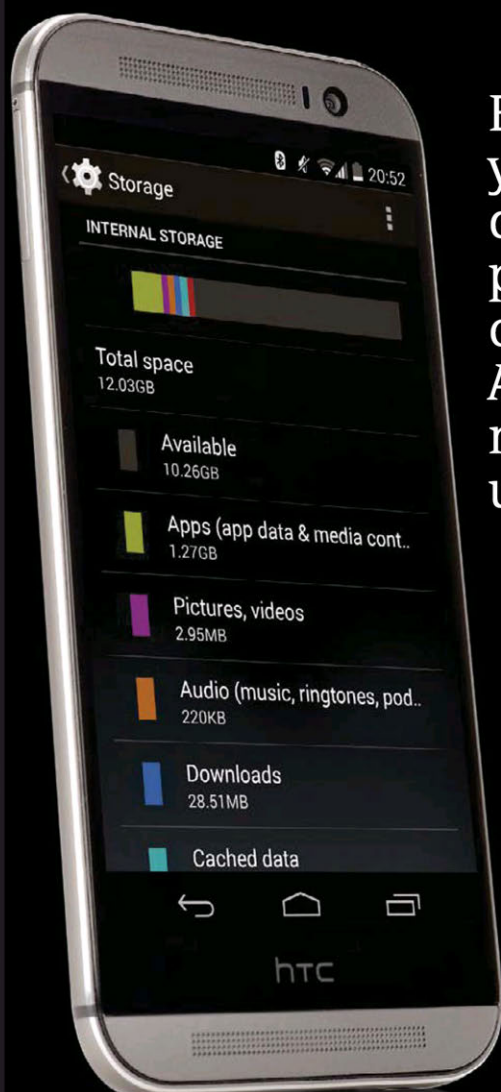 20:52
Storage
INTERNAL STORAGE
Total space
12.03GB
Available
10.26GB
Apps (app data & media cont..
1.27GB
Pictures, videos
2.95MB
Audio (music, ringtones, pod..
220KB
Downloads
28.51MB
Cached data
hTC